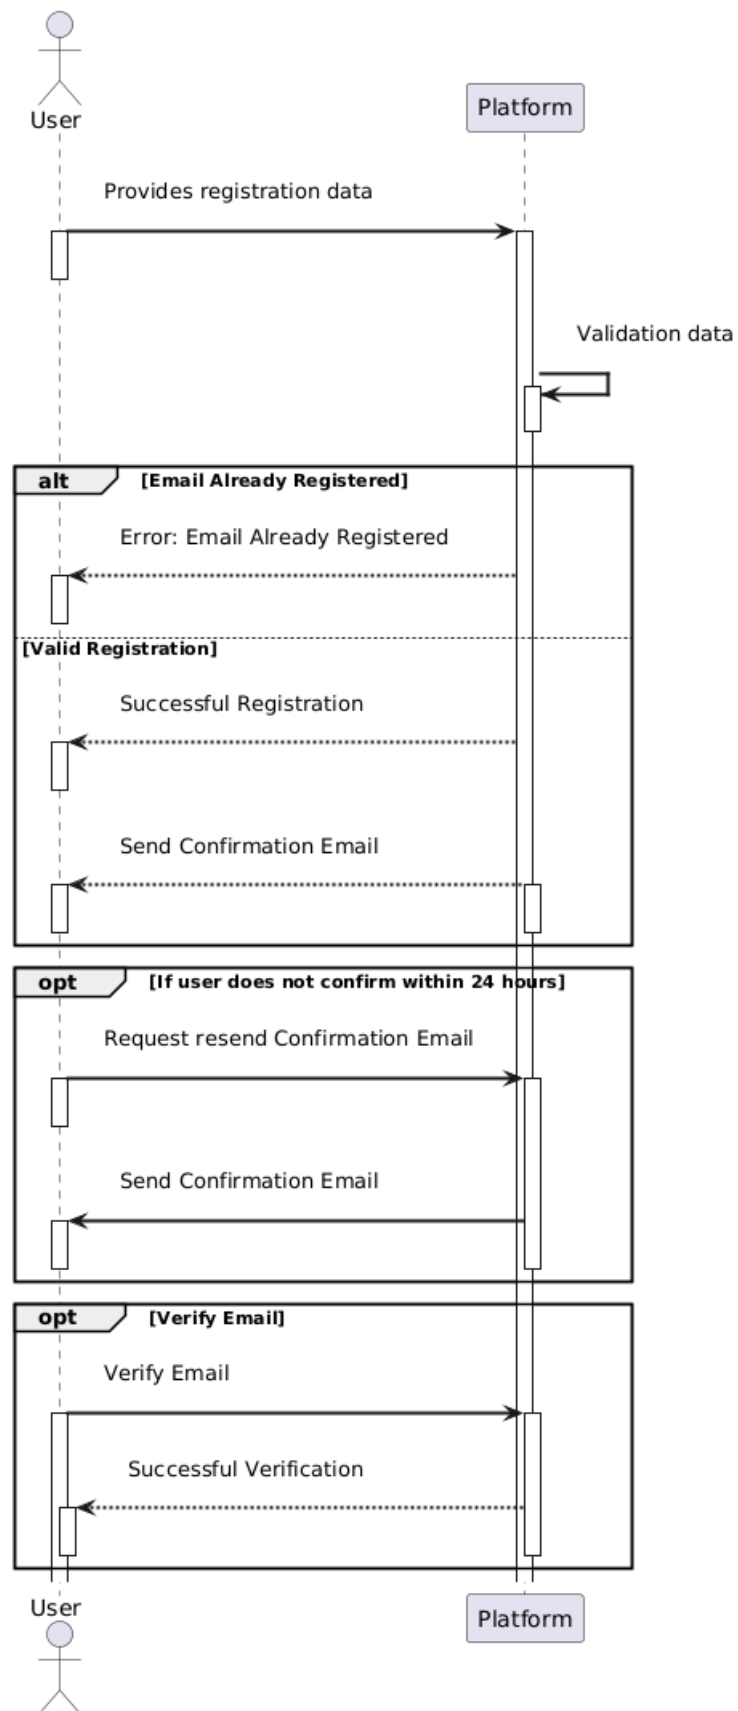 User
Platform
Provides registration data
Validation data
alt [Email Already Registered]
Error: Email Already Registered
[Valid Registration]
Successful Registration
Send Confirmation Email
opt [If user does not confirm within 24 hours]
Request resend Confirmation Email
Send Confirmation Email
opt [Verify Email]
Verify Email
Successful Verification
User
Platform